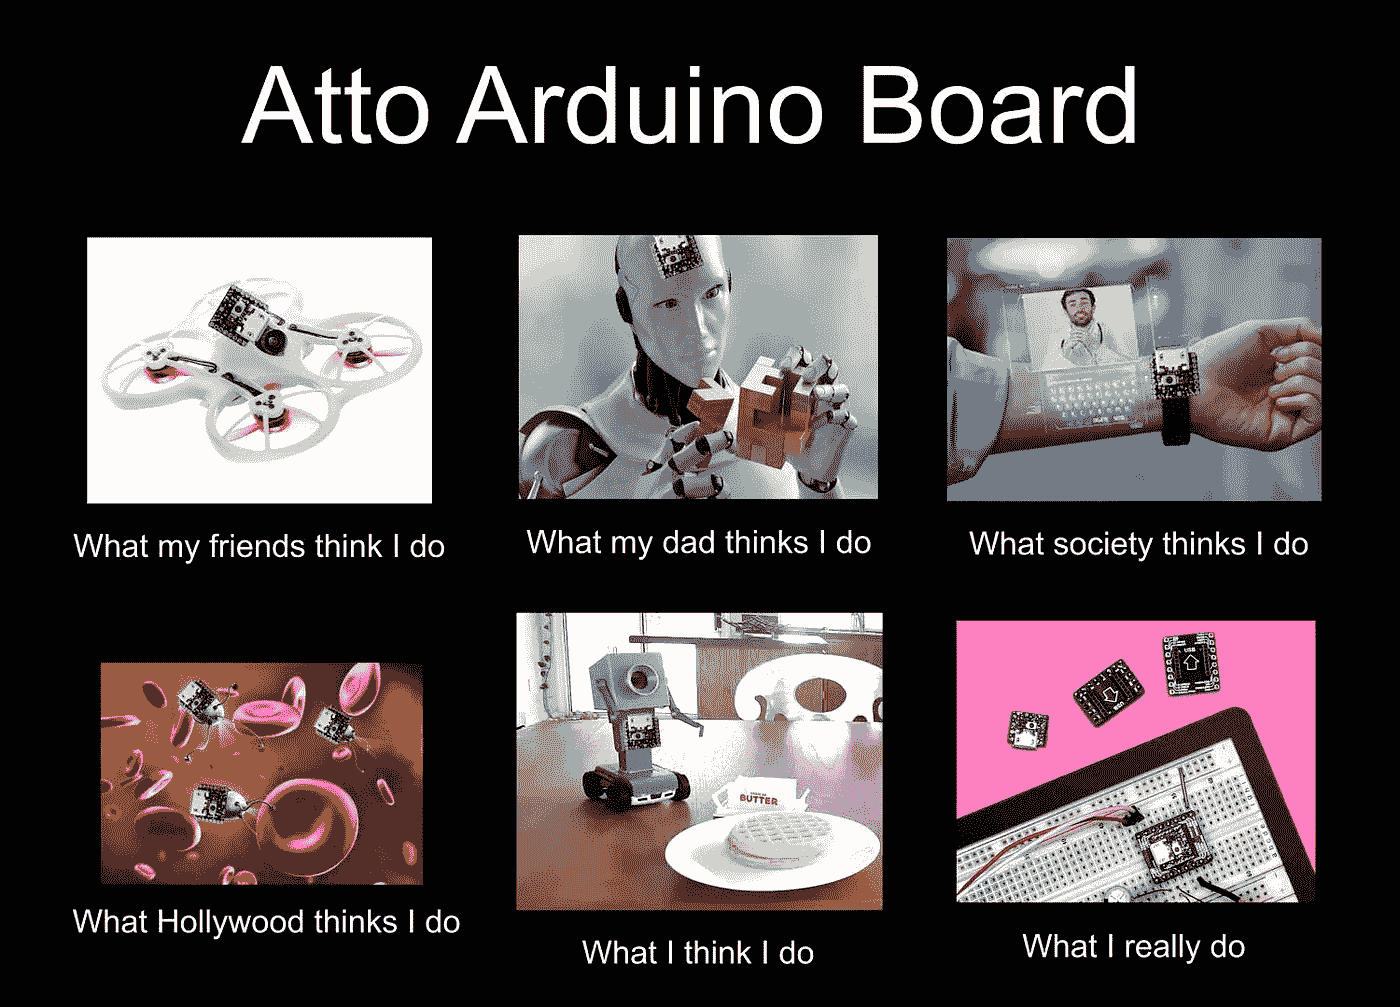 Atto Arduino Board
What my friends think I do
What my dad thinks I do
What society thinks I do
BUTTER
USB
What Hollywood thinks I do
What I think I do
What I really do